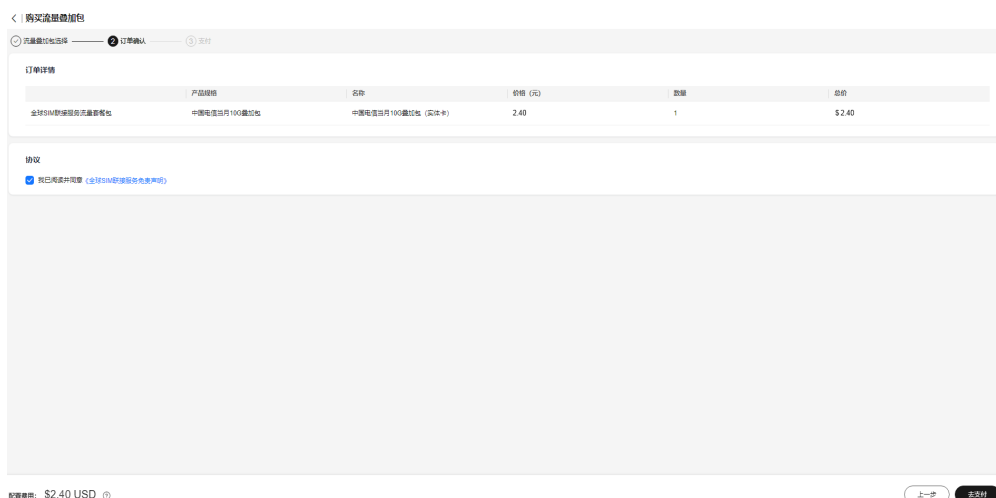 购买流量叠加包
流量叠加包选择 2 订单确认 3 支付
订单详情
产品规格 名称 价格 (元) 数量 总价
全球SIM联接服务流量套餐包 中国电信当月10G叠加包 中国电信当月10G叠加包 (实体卡) 2.40 1 $ 2.40
协议
我已阅读并同意《全球SIM联接服务免责声明》
配置费用: $2.40 USD ?
上一步 去支付